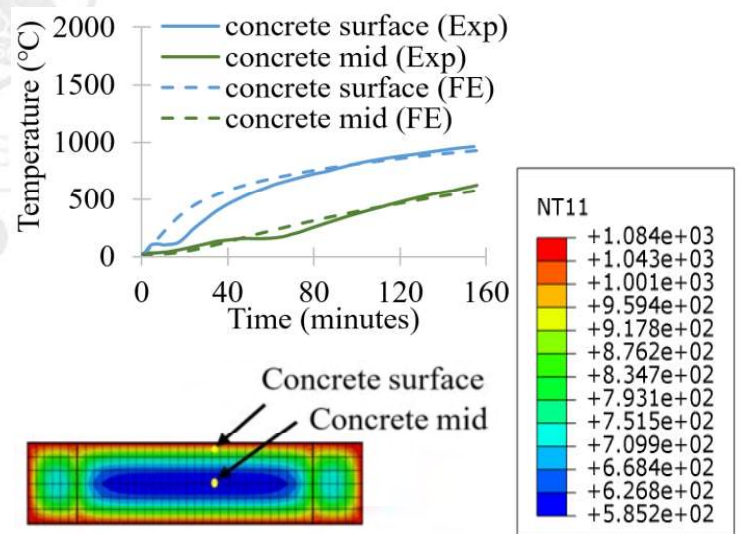 Temperature (°C)
2000
1500
1000
500
0
concrete surface (Exp)
concrete mid (Exp)
concrete surface (FE)
concrete mid (FE)
0 40 80 120 160
Time (minutes)
Concrete surface
Concrete mid
NT11
+1.084e+03
+1.043e+03
+1.001e+03
+9.594e+02
+9.178e+02
+8.762e+02
+8.347e+02
+7.931e+02
+7.515e+02
+7.099e+02
+6.684e+02
+6.268e+02
+5.852e+02